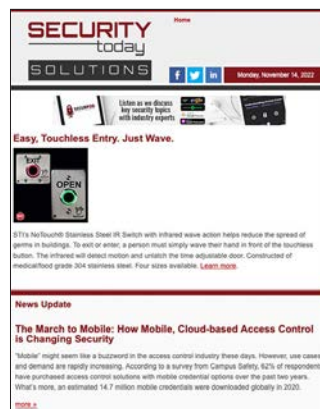 Home
SECURITY
today
SOLUTIONS
Monday, November 14, 2022
Listen as we discuss
key security topics
with industry experts
Easy, Touchless Entry. Just Wave.
EXIT
OPEN
STI's NoTouch® Stainless Steel IR Switch with infrared wave action helps reduce the spread of
germs in buildings. To exit or enter, a person must simply wave their hand in front of the touchless
button. The infrared will detect motion and unlatch the time adjustable door. Constructed of
medical/food grade 304 stainless steel. Four sizes available. Learn more.
News Update
The March to Mobile: How Mobile, Cloud-based Access Control
is Changing Security
"Mobile" might seem like a buzzword in the access control industry these days. However, use cases
and demand are rapidly increasing. According to a survey from Campus Safety, 62% of respondents
have purchased access control solutions with mobile credential options over the past two years.
What's more, an estimated 14.7 million mobile credentials were downloaded globally in 2020.
more »